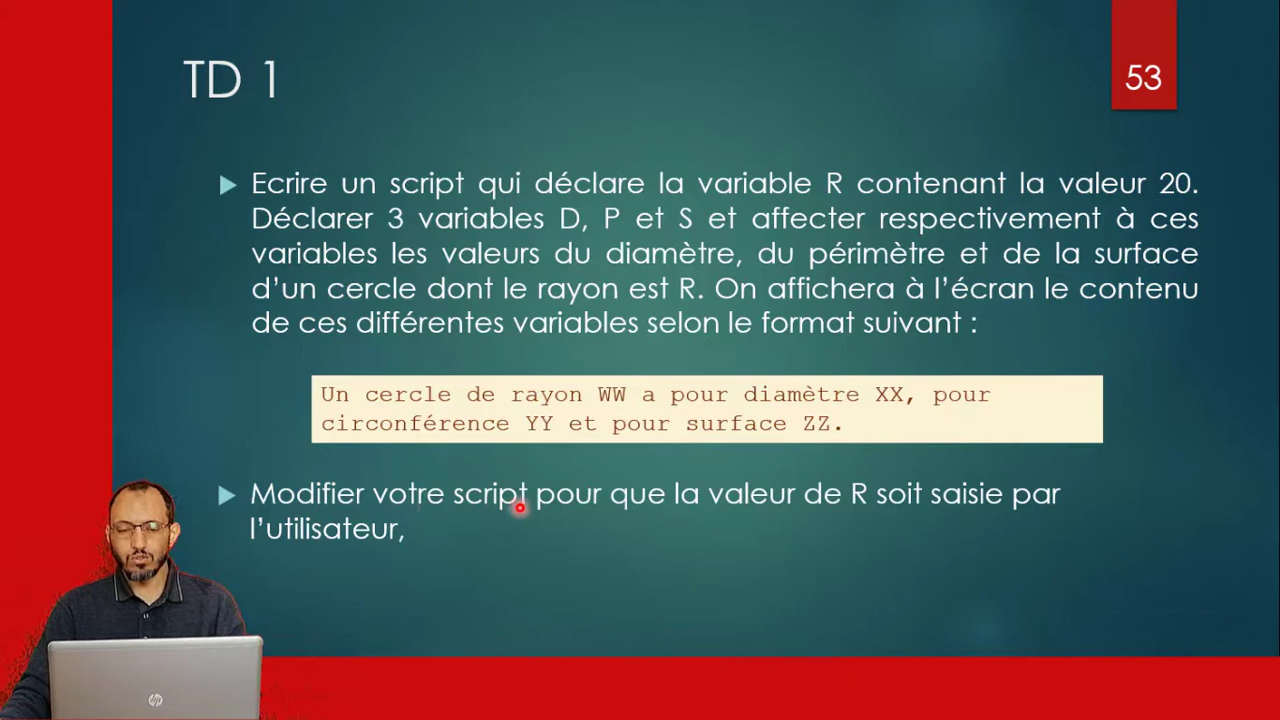 TD 1
53
Ecrire un script qui déclare la variable R contenant la valeur 20.
Déclarer 3 variables D, P et S et affecter respectivement à ces
variables les valeurs du diamètre, du périmètre et de la surface
d’un cercle dont le rayon est R. On affichera à l’écran le contenu
de ces différentes variables selon le format suivant :
Un cercle de rayon WW a pour diamètre XX, pour
circonférence YY et pour surface ZZ.
Modifier votre script pour que la valeur de R soit saisie par
l’utilisateur,
hp